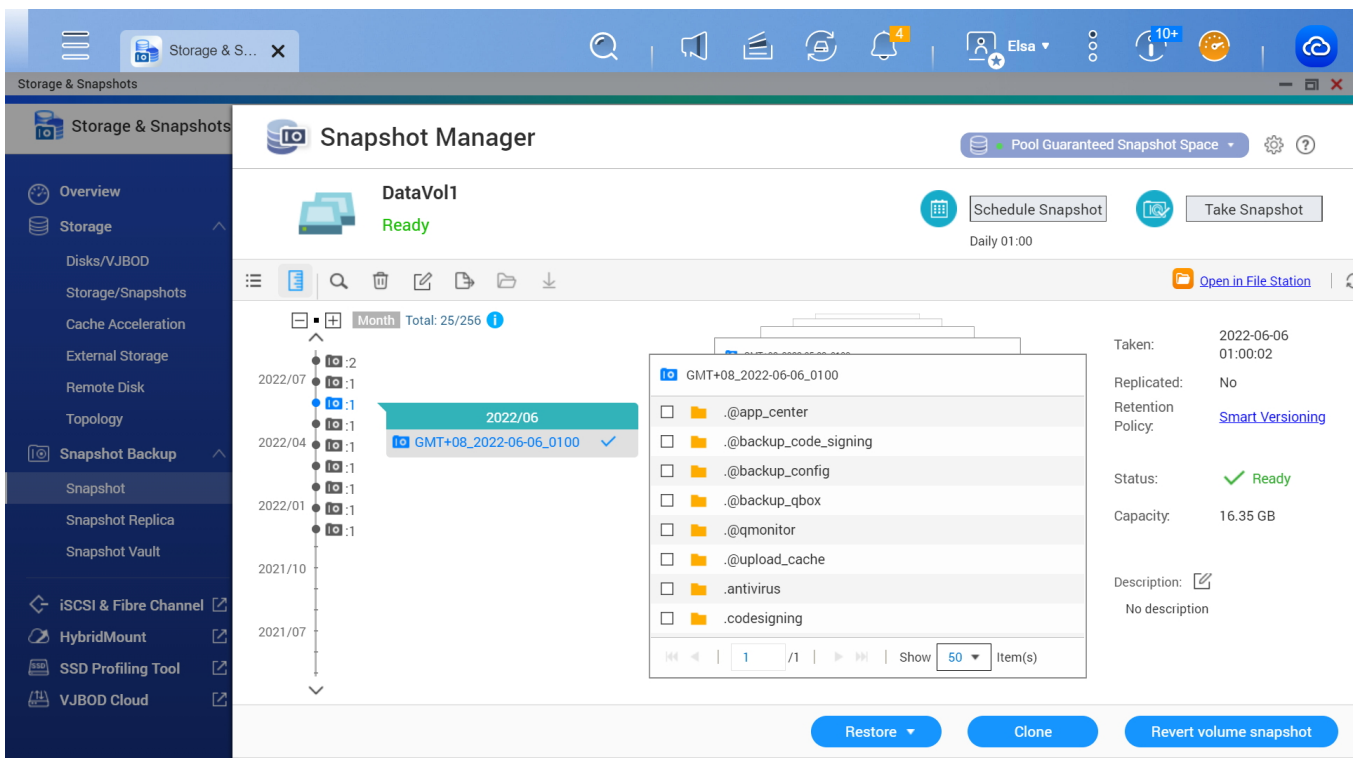 Storage & S...
4
Elsa
10+
Storage & Snapshots
Storage & Snapshots
Overview
Storage
Disks/VJBOD
Storage/Snapshots
Cache Acceleration
External Storage
Remote Disk
Topology
Snapshot Backup
Snapshot
Snapshot Replica
Snapshot Vault
iSCSI & Fibre Channel
HybridMount
SSD
SSD Profiling Tool
VJBOD Cloud
Snapshot Manager
Pool Guaranteed Snapshot Space
DataVol1
Ready
Schedule Snapshot
Daily 01:00
Take Snapshot
Open in File Station
Month Total: 25/256
:2
2022/07 :1
:1
:1
2022/04 :1
:1
:1
2022/01 :1
:1
2021/10
2021/07
2022/06
GMT+08_2022-06-06_0100
GMT+08_2022-06-06_0100
.@app_center
.@backup_code_signing
.@backup_config
.@backup_qbox
.@qmonitor
.@upload_cache
.antivirus
.codesigning
1 /1 Show 50 Item(s)
Taken: 2022-06-06
01:00:02
Replicated: No
Retention
Policy: Smart Versioning
Status: Ready
Capacity: 16.35 GB
Description:
No description
Restore
Clone
Revert volume snapshot